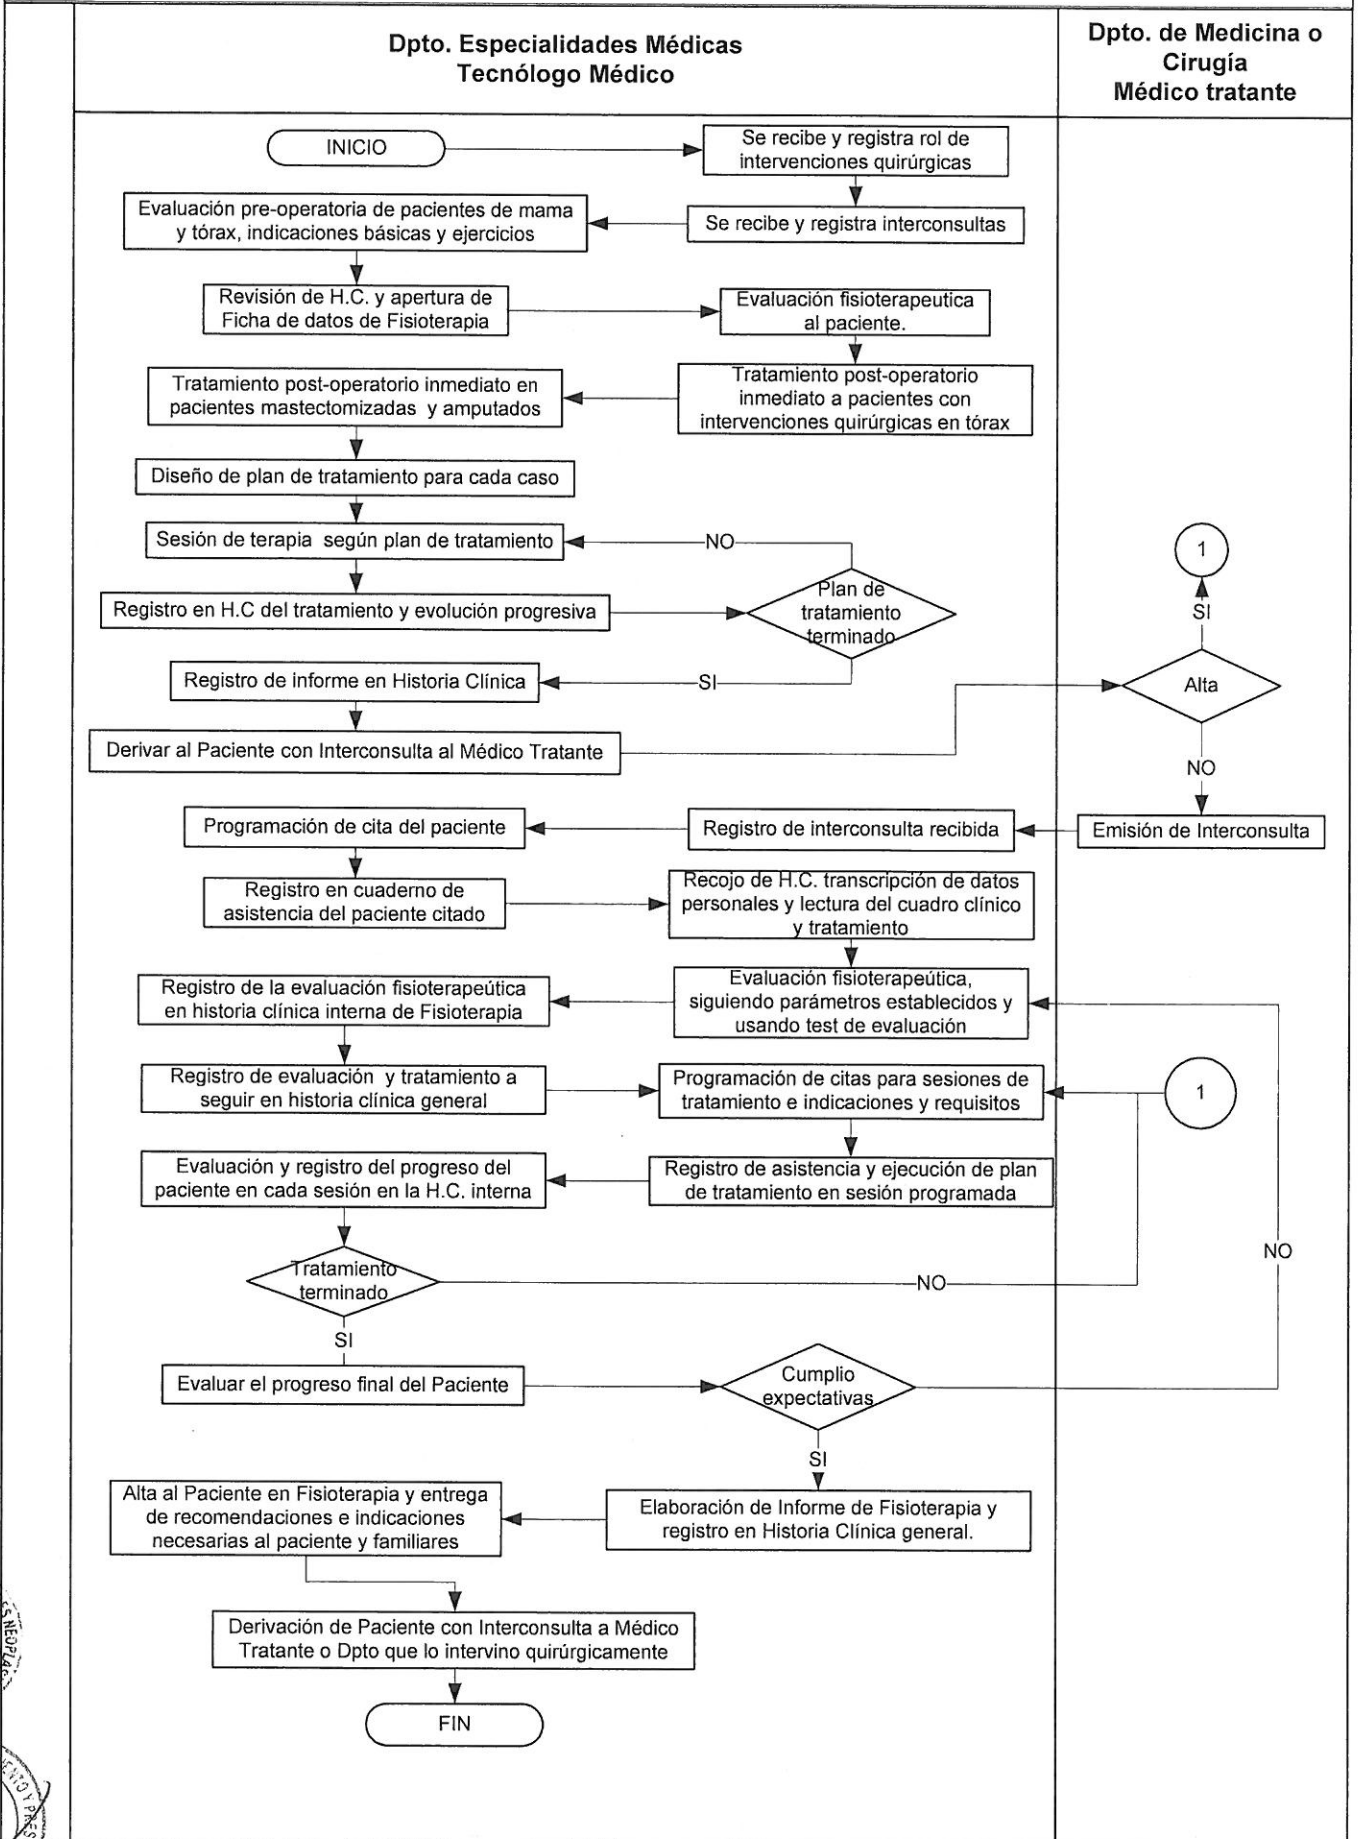 Dpto. Especialidades Médicas
Tecnólogo Médico
Dpto. de Medicina o
Cirugía
Médico tratante
INICIO
Se recibe y registra rol de
intervenciones quirúrgicas
Se recibe y registra interconsultas
Evaluación pre-operatoria de pacientes de mama
y tórax, indicaciones básicas y ejercicios
Revisión de H.C. y apertura de
Ficha de datos de Fisioterapia
Evaluación fisioterapeutica
al paciente.
Tratamiento post-operatorio
inmediato a pacientes con
intervenciones quirúrgicas en tórax
Tratamiento post-operatorio inmediato en
pacientes mastectomizadas y amputados
Diseño de plan de tratamiento para cada caso
Sesión de terapia según plan de tratamiento
NO
Registro en H.C del tratamiento y evolución progresiva
Plan de
tratamiento
terminado
SI
Registro de informe en Historia Clínica
Derivar al Paciente con Interconsulta al Médico Tratante
1
SI
Alta
NO
Emisión de Interconsulta
Registro de interconsulta recibida
Programación de cita del paciente
Registro en cuaderno de
asistencia del paciente citado
Recojo de H.C. transcripción de datos
personales y lectura del cuadro clínico
y tratamiento
Evaluación fisioterapeútica,
siguiendo parámetros establecidos y
usando test de evaluación
Registro de la evaluación fisioterapeútica
en historia clínica interna de Fisioterapia
Registro de evaluación y tratamiento a
seguir en historia clínica general
Programación de citas para sesiones de
tratamiento e indicaciones y requisitos
1
Registro de asistencia y ejecución de plan
de tratamiento en sesión programada
Evaluación y registro del progreso del
paciente en cada sesión en la H.C. interna
Tratamiento
terminado
NO
NO
SI
Evaluar el progreso final del Paciente
Cumplio
expectativas
SI
Elaboración de Informe de Fisioterapia y
registro en Historia Clínica general.
Alta al Paciente en Fisioterapia y entrega
de recomendaciones e indicaciones
necesarias al paciente y familiares
Derivación de Paciente con Interconsulta a Médico
Tratante o Dpto que lo intervino quirúrgicamente
FIN